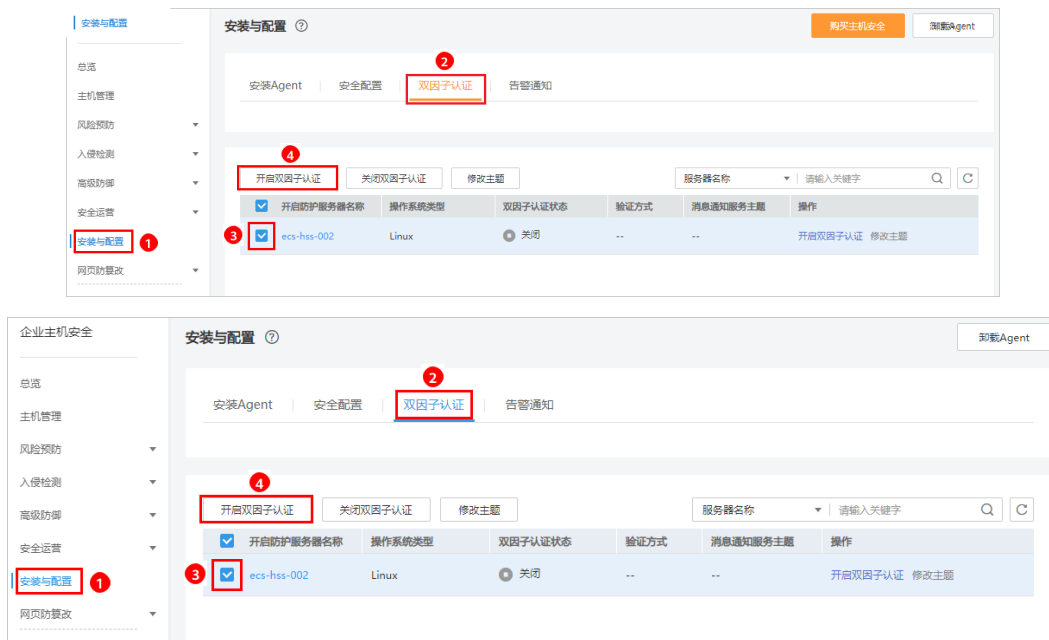 安装与配置
安装与配置 ?
购买主机安全 卸载Agent
总览
主机管理
风险预防
入侵检测
高级防御
安全运营
安装与配置 1
网页防篡改
2
安装Agent 安全配置 双因子认证 告警通知
4
开启双因子认证 关闭双因子认证 修改主题 服务器名称 请输入关键字
开启防护服务器名称 操作系统类型 双因子认证状态 验证方式 消息通知服务主题 操作
3 ecs-hss-002 Linux 关闭 -- -- 开启双因子认证 修改主题
企业主机安全
安装与配置 ?
卸载Agent
总览
主机管理
风险预防
入侵检测
高级防御
安全运营
安装与配置 1
网页防篡改
2
安装Agent 安全配置 双因子认证 告警通知
4
开启双因子认证 关闭双因子认证 修改主题 服务器名称 请输入关键字
开启防护服务器名称 操作系统类型 双因子认证状态 验证方式 消息通知服务主题 操作
3 ecs-hss-002 Linux 关闭 -- -- 开启双因子认证 修改主题